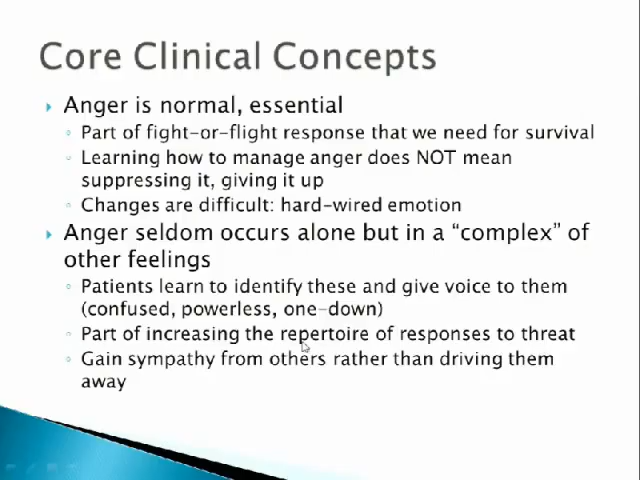 Core Clinical Concepts
Anger is normal, essential
Part of fight-or-flight response that we need for survival
Learning how to manage anger does NOT mean
suppressing it, giving it up
Changes are difficult: hard-wired emotion
Anger seldom occurs alone but in a “complex” of
other feelings
Patients learn to identify these and give voice to them
(confused, powerless, one-down)
Part of increasing the repertoire of responses to threat
Gain sympathy from others rather than driving them
away